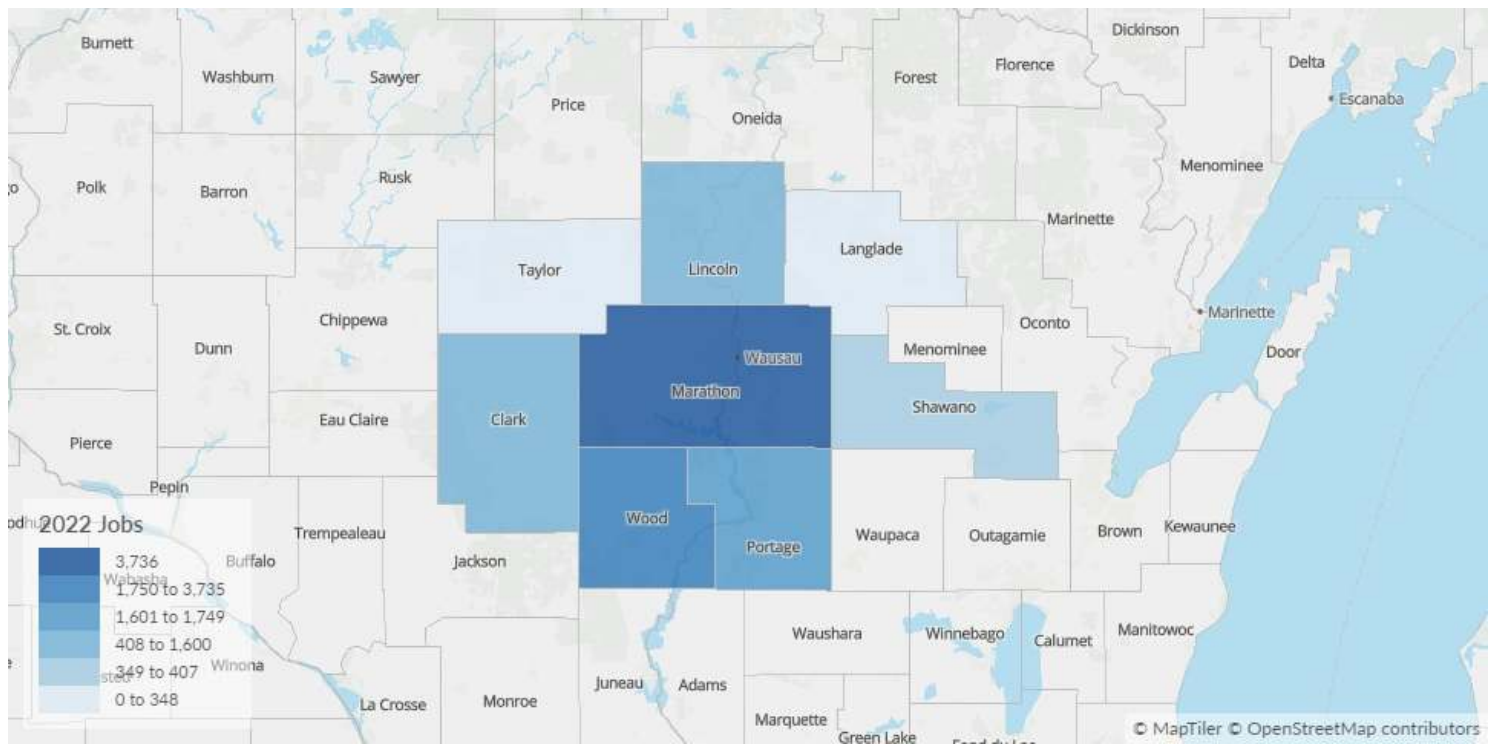 Burnett
Washburn
Sawyer
Price
Oneida
Forest
Florence
Dickinson
Delta
Escanaba
Polk
Barron
Rusk
Menominee
Marinette
Taylor
Lincoln
Langlade
St. Croix
Dunn
Chippewa
Wausau
Marathon
Menominee
Oconto
Marinette
Door
Pierce
Eau Claire
Clark
Shawano
Pepin
Wood
Portage
Waupaca
Outagamie
Brown
Kewaunee
Trempealeau
Buffalo
Jackson
Wabasha
Winona
La Crosse
Monroe
Juneau
Adams
Waushara
Winnebago
Calumet
Manitowoc
Marquette
Green Lake
2022 Jobs
3,736
1,750 to 3,735
1,601 to 1,749
408 to 1,600
349 to 407
0 to 348
© MapTiler © OpenStreetMap contributors